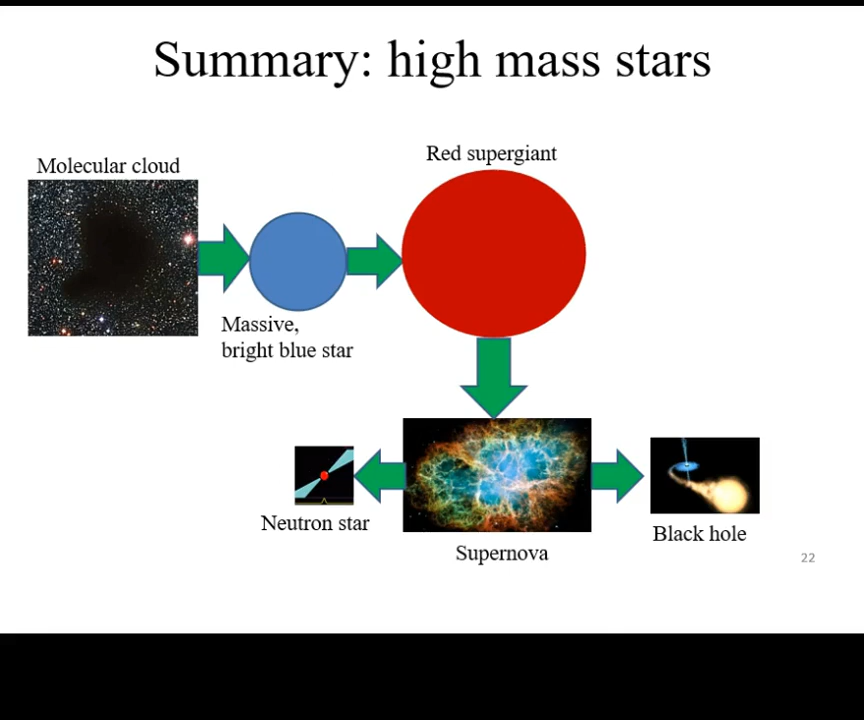 Summary: high mass stars
Molecular cloud
Red supergiant
Massive,
bright blue star
Neutron star
Supernova
Black hole
22